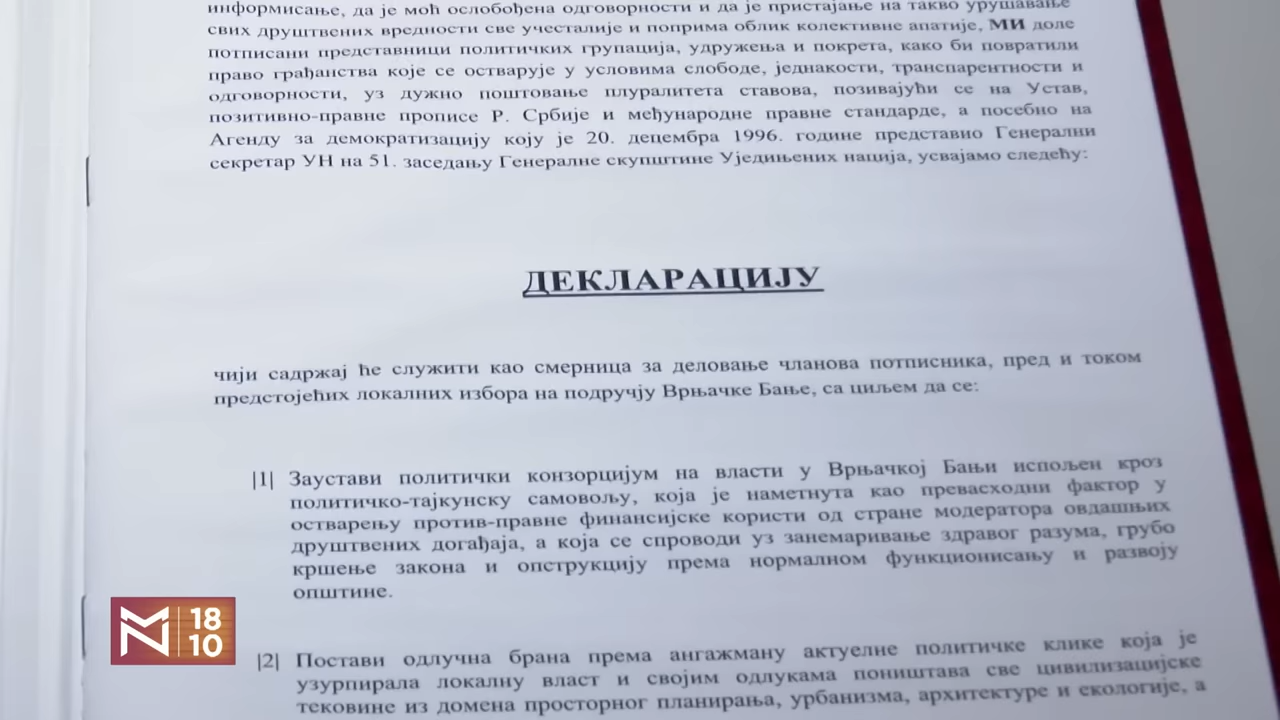 информисање, да је моћ ослобођена одговорности и да је пристајање на такво урушавање
свих друштвених вредности све учесталије и поприма облик колективне апатије, МИ доле
потписани представници политичких групација, удружења и покрета, како би повратили
право грађанства које се остварује у условима слободе, једнакости, транспарентности и
одговорности, уз дужно поштовање плуралитета ставова, позивајући се на Устав,
позитивно-правне прописе Р. Србије и међународне правне стандарде, а посебно на
Агенду за демократизацију коју је 20. децембра 1996. године представио Генерални
секретар УН на 51. заседању Генералне скупштине Уједињених нација, усвајамо следећу:
ДЕКЛАРАЦИЈУ
чији садржај ће служити као смерница за деловање чланова потписника, пред и током
предстојећих локалних избора на подручју Врњачке Бање, са циљем да се:
|1| Заустави политички конзорцијум на власти у Врњачкој Бањи испољен кроз
политичко-тајкунску самовољу, која је наметнута као превасходни фактор у
остварењу против-правне финансијске користи од стране модератора овдашњих
друштвених догађаја, а која се спроводи уз занемаривање здравог разума, грубо
кршење закона и опструкцију према нормалном функционисању и развоју
општине.
|2| Постави одлучна брана према ангажману актуелне политичке клике која је
узурпирала локалну власт и својим одлукама поништава све цивилизацијске
тековине из домена просторног планирања, урбанизма, архитектуре и екологије, а
18
10